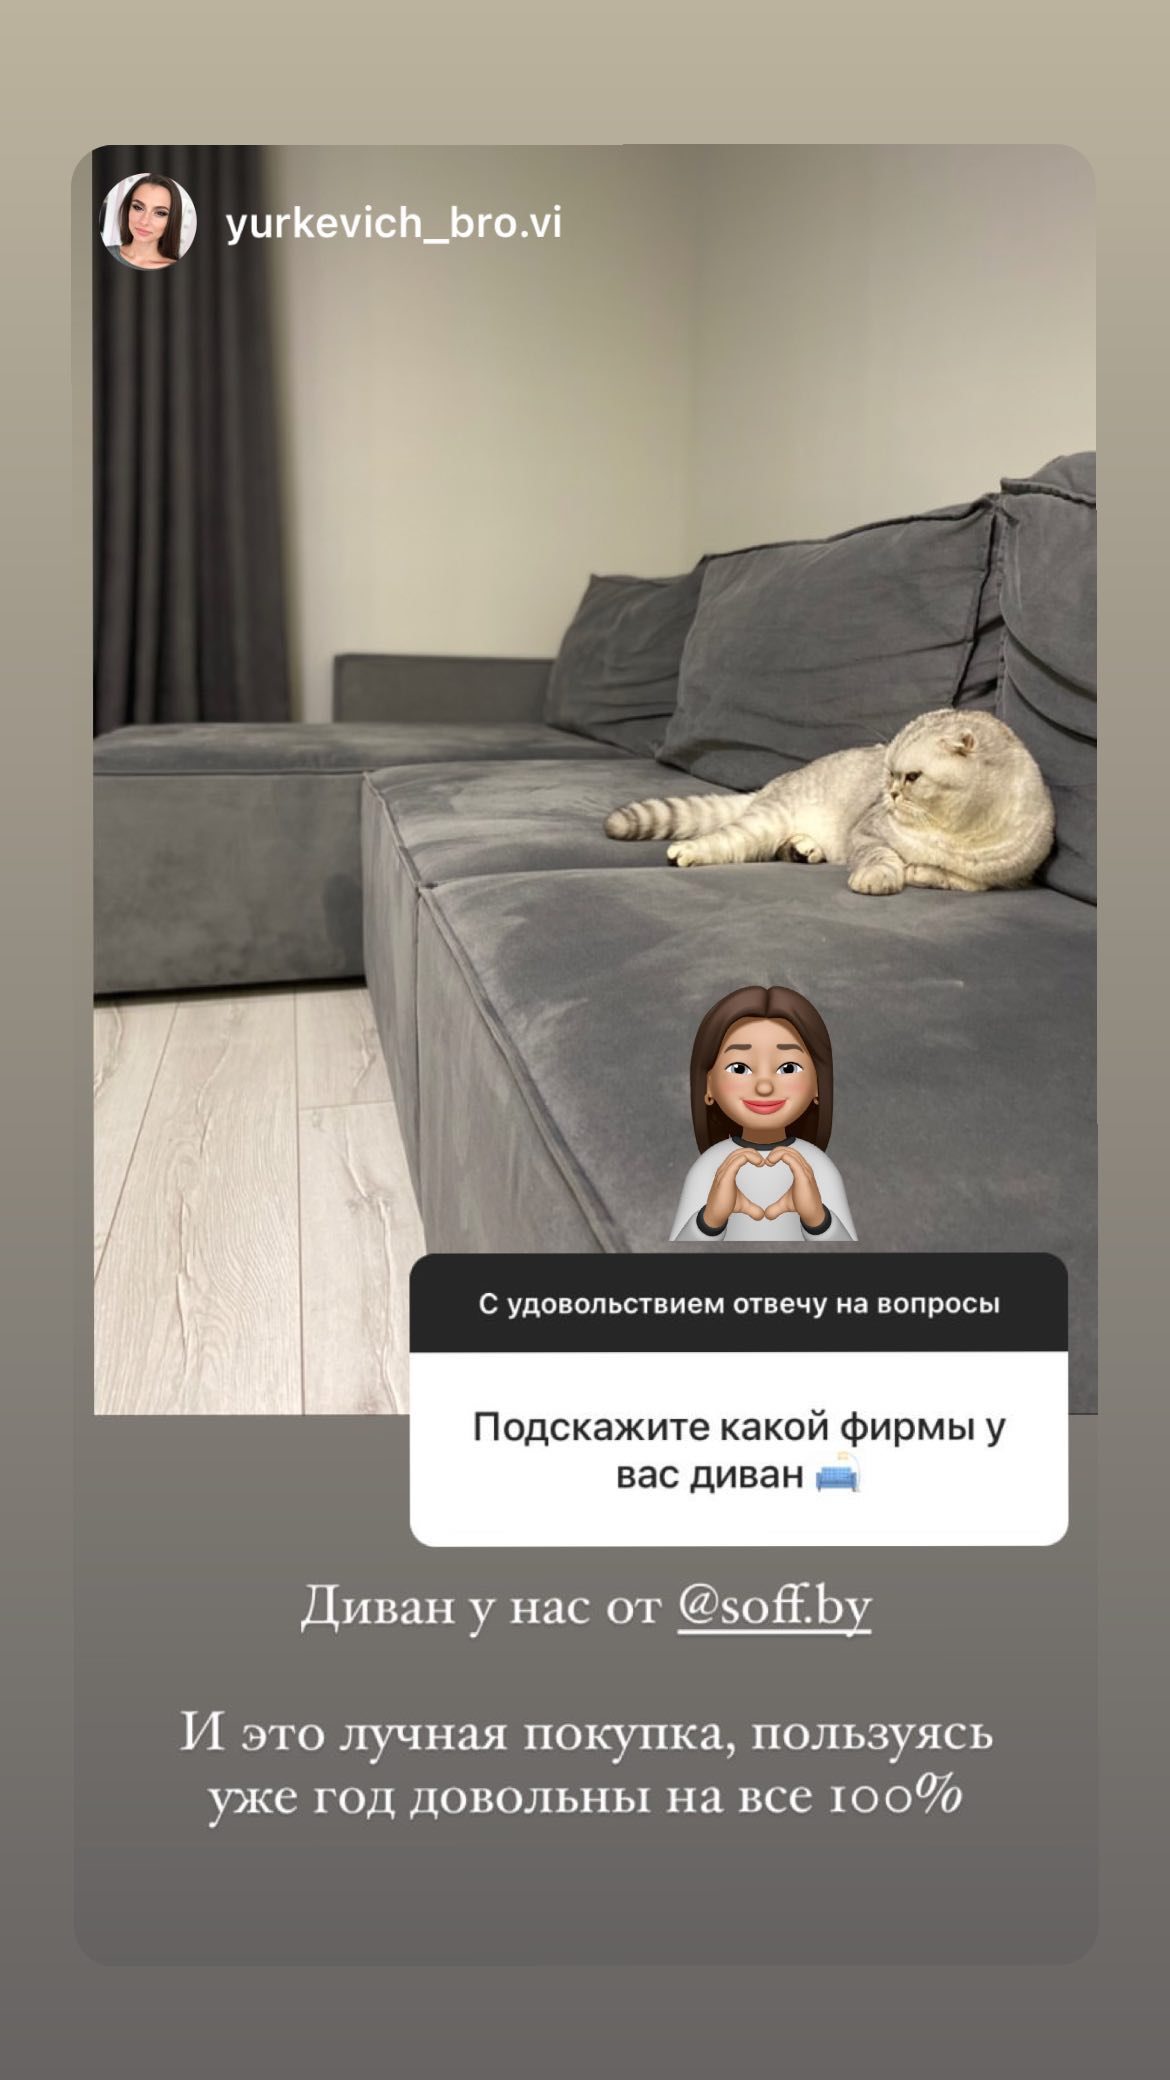 yurkevich_bro.vi
С удовольствием отвечу на вопросы
Подскажите какой фирмы у
вас диван 🛋️
Диван у нас от @soff.by
И это лучная покупка, пользуясь
уже год довольны на все 100%